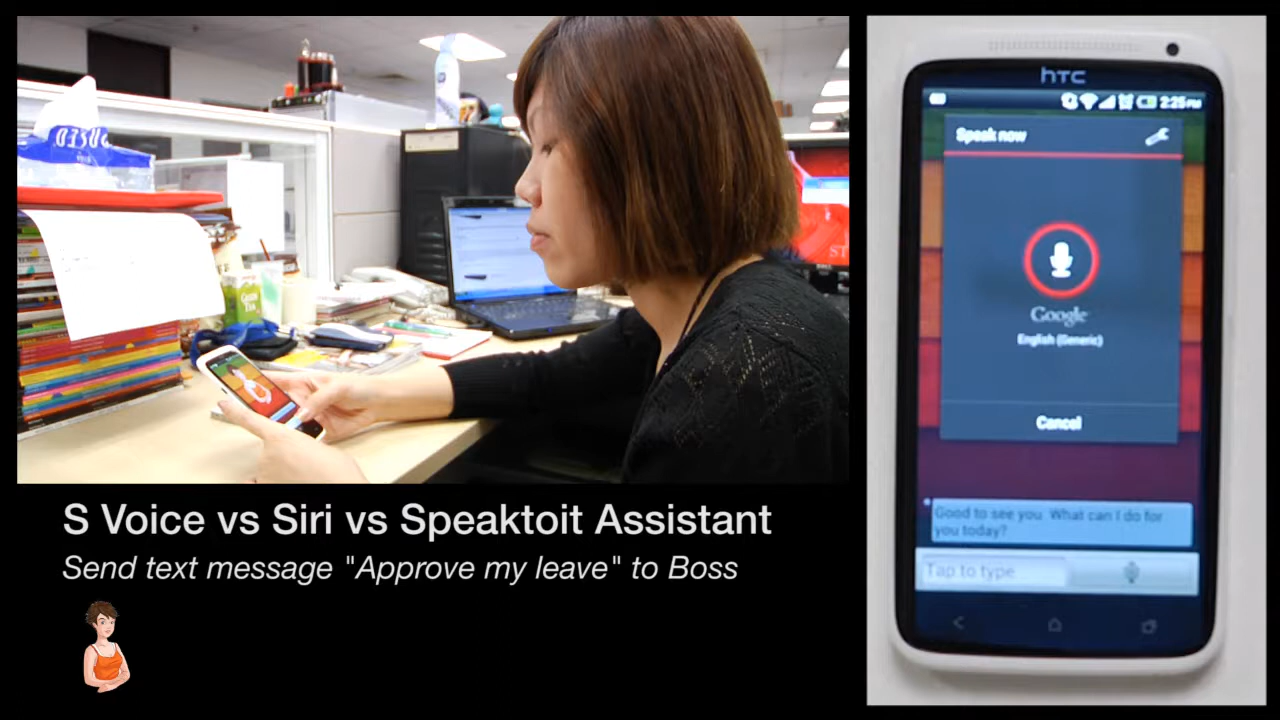 S Voice vs Siri vs Speaktoit Assistant
Send text message "Approve my leave" to Boss
hTC
2:25PM
Speak now
Google
English (Generic)
Cancel
Good to see you. What can I do for
you today?
Tap to type...